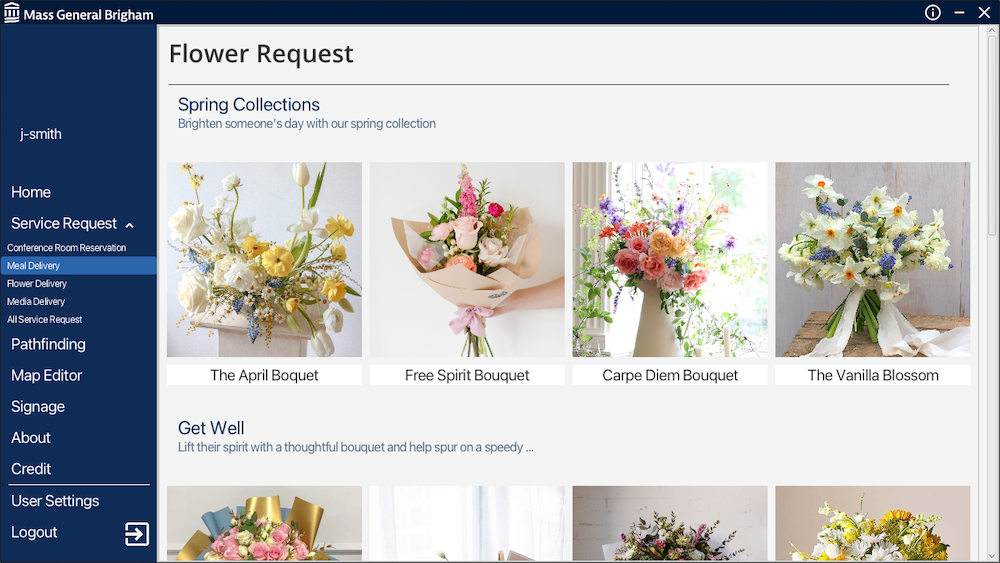 Mass General Brigham
j-smith
Home
Service Request
Conference Room Reservation
Meal Delivery
Flower Delivery
Media Delivery
All Service Request
Pathfinding
Map Editor
Signage
About
Credit
User Settings
Logout
Flower Request
Spring Collections
Brighten someone's day with our spring collection
The April Boquet
Free Spirit Bouquet
Carpe Diem Bouquet
The Vanilla Blossom
Get Well
Lift their spirit with a thoughtful bouquet and help spur on a speedy ...